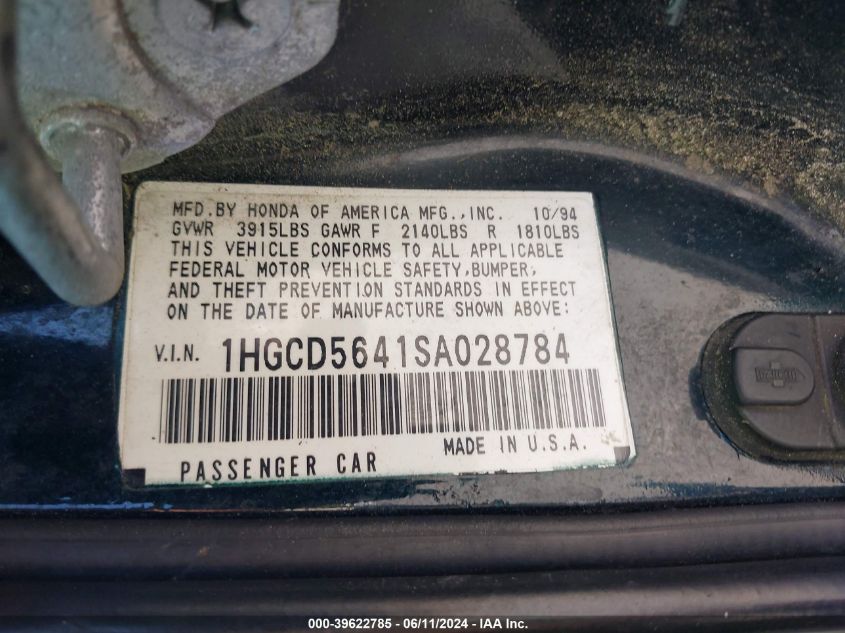 MFD.BY HONDA OF AMERICA MFG.,INC. 10/94
GVWR 3915LBS GAWR F 2140LBS R 1810LBS
THIS VEHICLE CONFORMS TO ALL APPLICABLE
FEDERAL MOTOR VEHICLE SAFETY,BUMPER,
AND THEFT PREVENTION STANDARDS IN EFFECT
ON THE DATE OF MANUFACTURE SHOWN ABOVE:
V.I.N. 1HGCD5641SA028784
PASSENGER CAR MADE IN U.S.A.
000-39622785 - 06/11/2024 - IAA Inc.